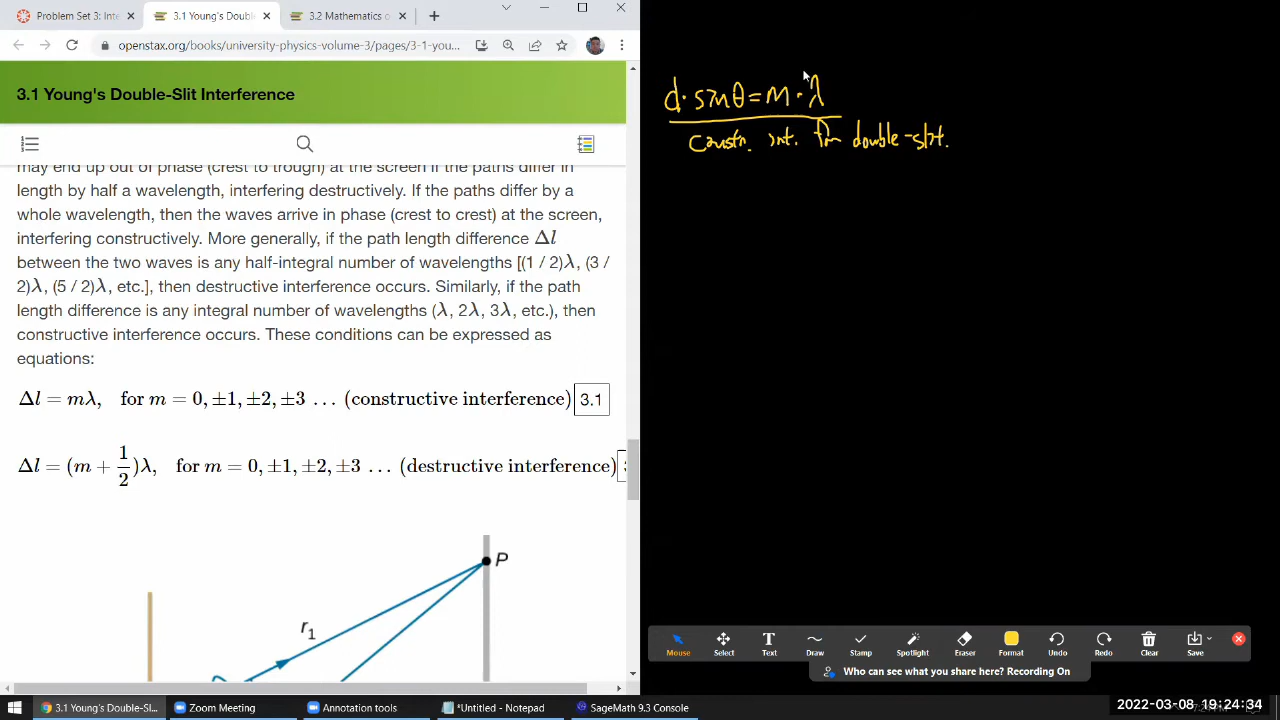 Problem Set 3: Inte
3.1 Young's Double
3.2 Mathematics o
openstax.org/books/university-physics-volume-3/pages/3-1-you...
3.1 Young's Double-Slit Interference
may end up out of phase (crest to trough) at the screen if the paths differ in
length by half a wavelength, interfering destructively. If the paths differ by a
whole wavelength, then the waves arrive in phase (crest to crest) at the screen,
interfering constructively. More generally, if the path length difference Δl
between the two waves is any half-integral number of wavelengths [(1 / 2)λ, (3 /
2)λ, (5 / 2)λ, etc.], then destructive interference occurs. Similarly, if the path
length difference is any integral number of wavelengths (λ, 2λ, 3λ, etc.), then
constructive interference occurs. These conditions can be expressed as
equations:
Δl = mλ, for m = 0, ±1, ±2, ±3 … (constructive interference) 3.1
Δl = (m + 1/2)λ, for m = 0, ±1, ±2, ±3 … (destructive interference)
P
r₁
d·sinθ=m·λ
constr. int. for double-slit.
Mouse Select Text Draw Stamp Spotlight Eraser Format Undo Redo Clear Save
Who can see what you share here? Recording On
3.1 Young's Double-Sl...
Zoom Meeting
Annotation tools
*Untitled - Notepad
SageMath 9.3 Console
2022-03-08 19:24:34